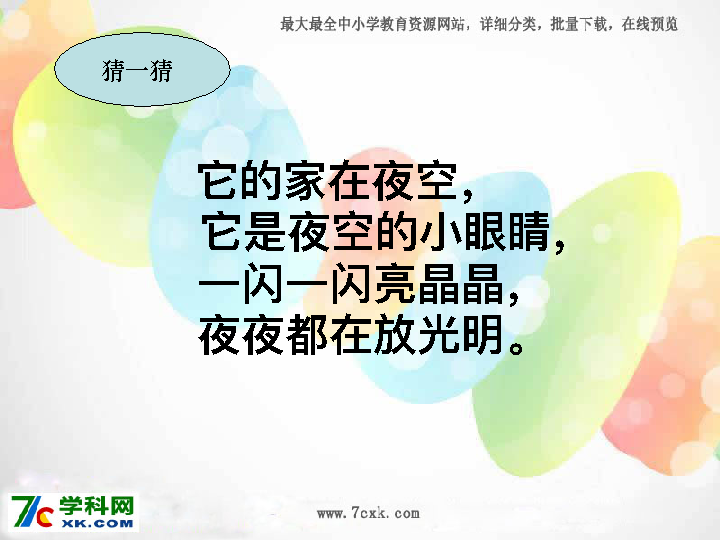 最大最全中小学教育资源网站，详细分类，批量下载，在线预览
猜一猜
它的家在夜空，
它是夜空的小眼睛，
一闪一闪亮晶晶，
夜夜都在放光明。
7c 学科网
XK.COM
www.7cxk.com